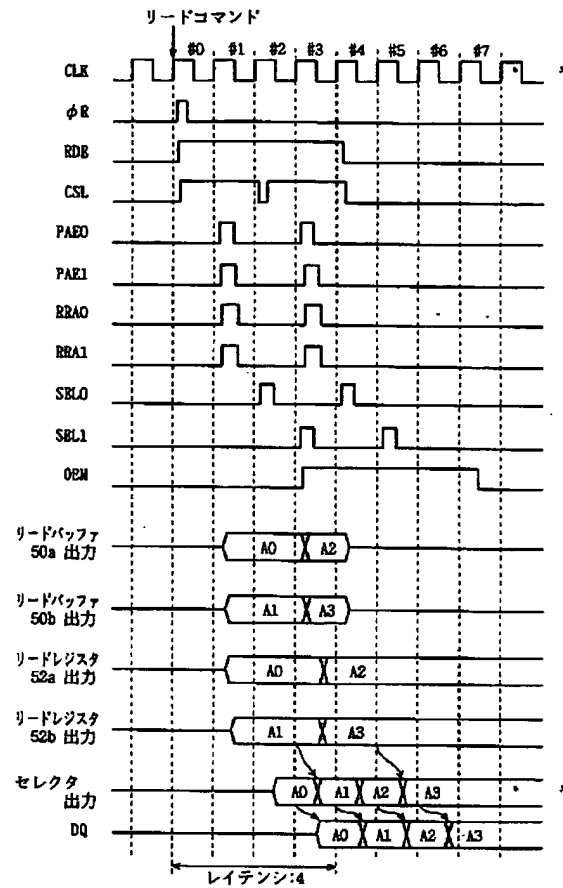 リードコマンド
#0 #1 #2 #3 #4 #5 #6 #7
CLK
φR
RDE
CSL
PAE0
PAE1
RRA0
RRA1
SEL0
SEL1
OEM
リードバッファ
50a 出力
A0 A2
リードバッファ
50b 出力
A1 A3
リードレジスタ
52a 出力
A0 A2
リードレジスタ
52b 出力
A1 A3
セレクタ
出力
A0 A1 A2 A3
DQ
A0 A1 A2 A3
レイテンシ:4